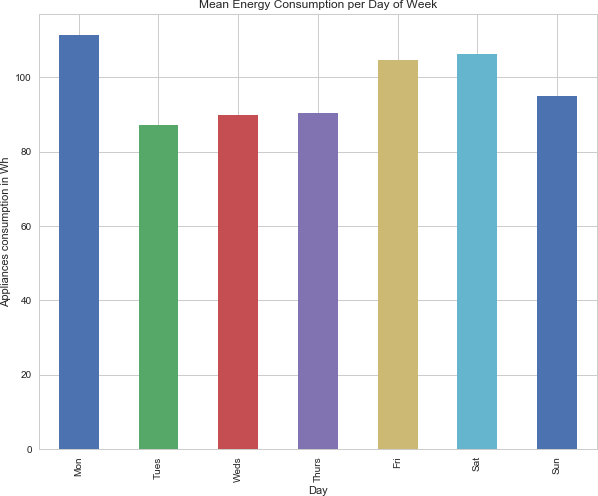 Mean Energy Consumption per Day of Week
Appliances consumption in Wh
100
80
60
40
20
0
Mon
Tues
Weds
Thurs
Fri
Sat
Sun
Day